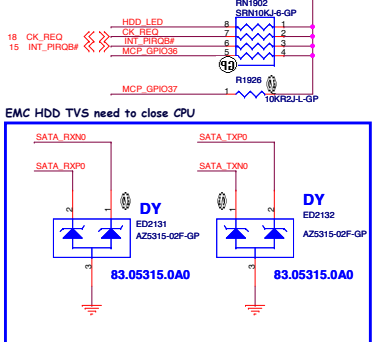 RN1902
SRN10KJ-6-GP
HDD_LED 8 1
18 CK_REQ CK_REQ 7 2
15 INT_PIRQB# INT_PIRQB# 6 3
MCP_GPIO36 5 4
R1926
MCP_GPIO37 1
10KR2J-L-GP
EMC HDD TVS need to close CPU
SATA_RXN0 SATA_TXP0
SATA_RXP0 SATA_TXN0
2 1 DY 1 2 DY
ED2131 ED2132
AZ5315-02F-GP AZ5315-02F-GP
3 83.05315.0A0 3 83.05315.0A0